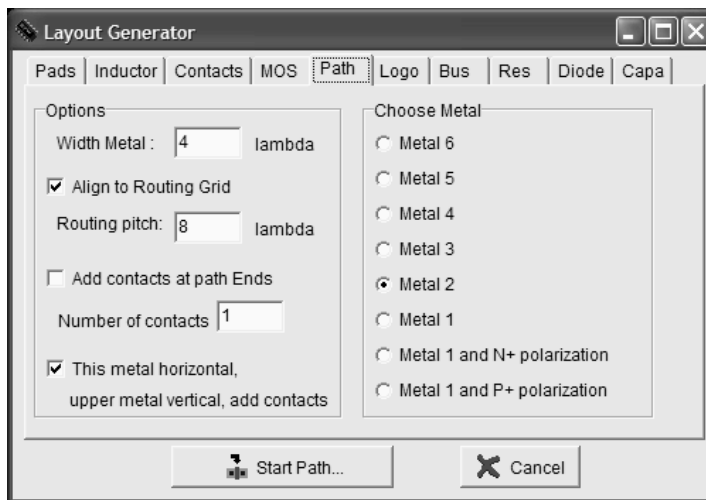 Layout Generator
Pads Inductor Contacts MOS Path Logo Bus Res Diode Capa
Options
Width Metal : 4 lambda
Align to Routing Grid
Routing pitch: 8 lambda
Add contacts at path Ends
Number of contacts 1
This metal horizontal,
upper metal vertical, add contacts
Choose Metal
Metal 6
Metal 5
Metal 4
Metal 3
Metal 2
Metal 1
Metal 1 and N+ polarization
Metal 1 and P+ polarization
Start Path...
Cancel